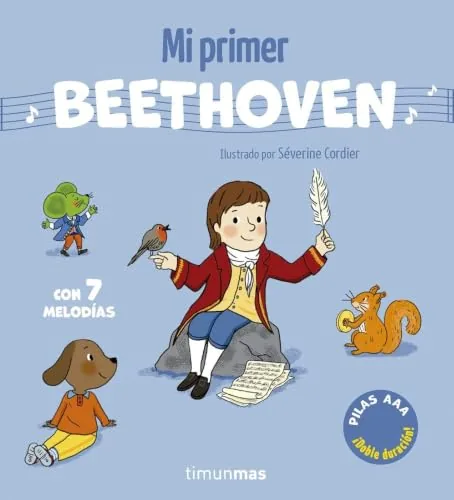 Mi primer
BEETHOVEN
Ilustrado por Séverine Cordier
CON 7
MELODÍAS
PILAS AAA
¡Doble duración!
timunmas